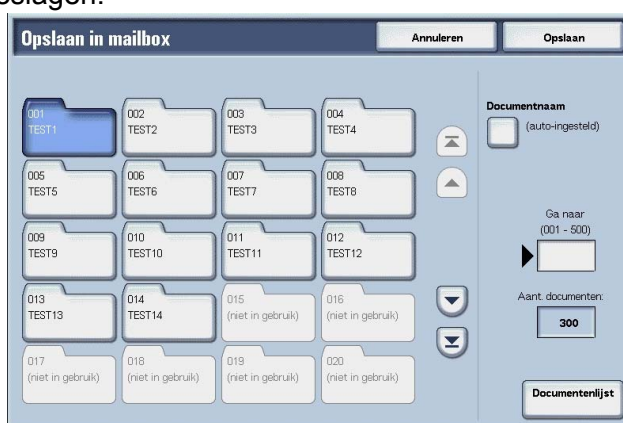 Opslaan in mailbox
Annuleren
Opslaan
001
TEST1
002
TEST2
003
TEST3
004
TEST4
005
TEST5
006
TEST6
007
TEST7
008
TEST8
009
TEST9
010
TEST10
011
TEST11
012
TEST12
013
TEST13
014
TEST14
015
(niet in gebruik)
016
(niet in gebruik)
017
(niet in gebruik)
018
(niet in gebruik)
019
(niet in gebruik)
020
(niet in gebruik)
Documentnaam
(auto-ingesteld)
Ga naar
(001 - 500)
Aant. documenten:
300
Documentenlijst